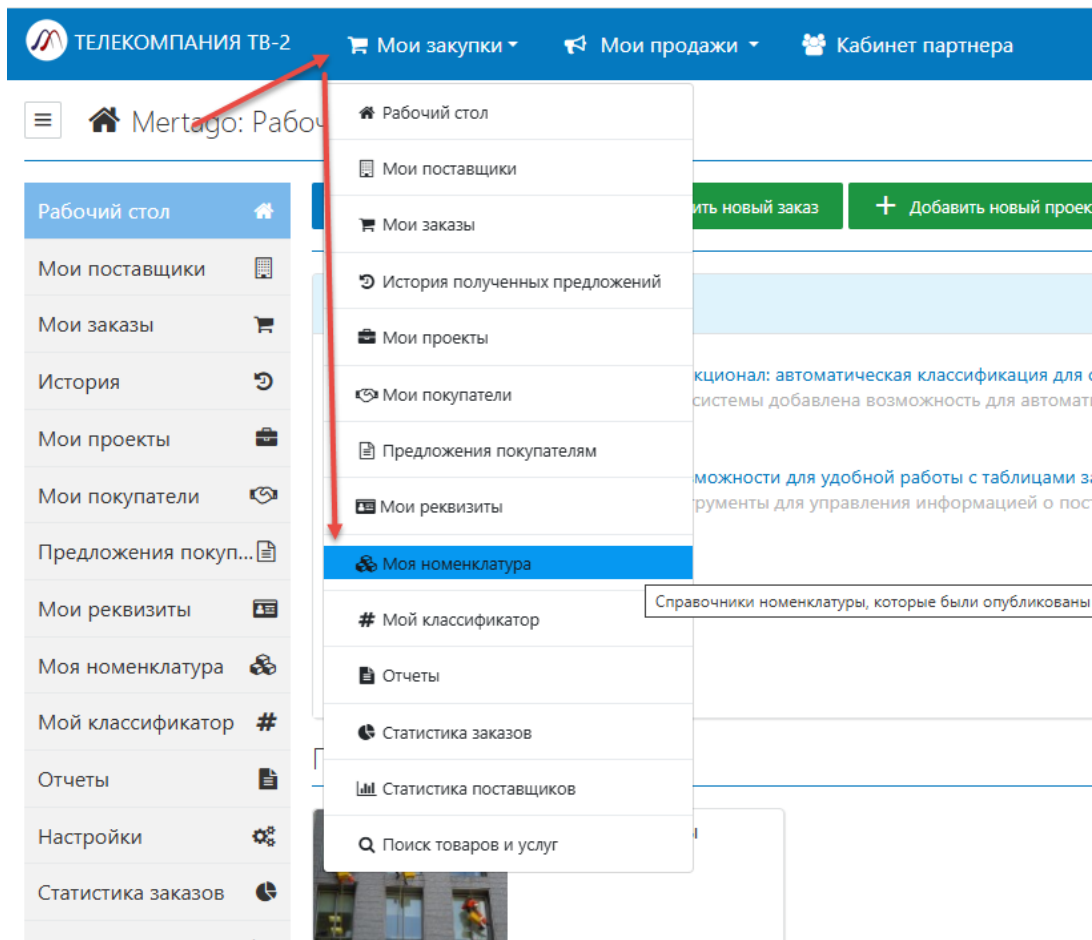 ТЕЛЕКОМПАНИЯ ТВ-2
Мои закупки
Мои продажи
Кабинет партнера
Mertago: Рабоч
Рабочий стол
Мои поставщики
Мои заказы
История
Мои проекты
Мои покупатели
Предложения покуп...
Мои реквизиты
Моя номенклатура
Мой классификатор
Отчеты
Настройки
Статистика заказов
Рабочий стол
Мои поставщики
Мои заказы
История полученных предложений
Мои проекты
Мои покупатели
Предложения покупателям
Мои реквизиты
Моя номенклатура
Мой классификатор
Отчеты
Статистика заказов
Статистика поставщиков
Поиск товаров и услуг
ить новый заказ
Добавить новый проек
кционал: автоматическая классификация для
системы добавлена возможность для автомат
можности для удобной работы с таблицами
рументы для управления информацией о пос
Справочники номенклатуры, которые были опубликованы